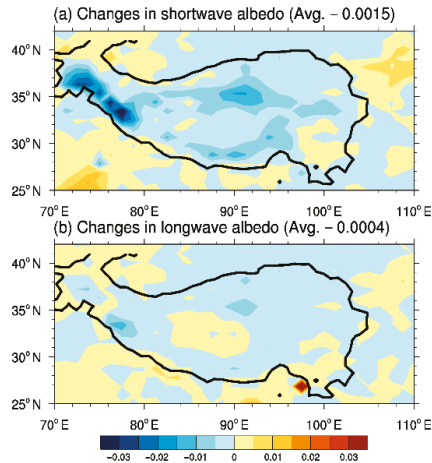 (a) Changes in shortwave albedo (Avg. − 0.0015)
40° N
35° N
30° N
25° N
70° E 80° E 90° E 100° E 110° E
(b) Changes in longwave albedo (Avg. − 0.0004)
40° N
35° N
30° N
25° N
70° E 80° E 90° E 100° E 110° E
−0.03 −0.02 −0.01 0 0.01 0.02 0.03